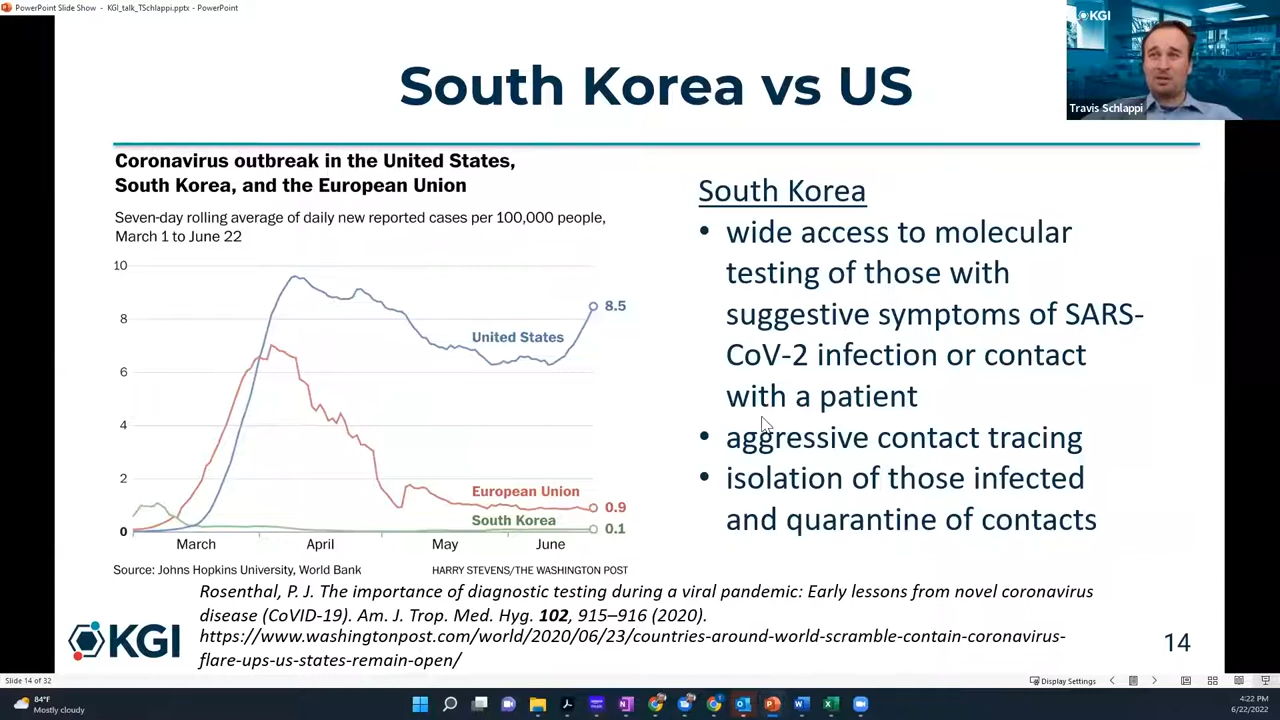 PowerPoint Slide Show - KGI_talk_TSchlappi.pptx - PowerPoint
KGI
Travis Schlappi
South Korea vs US
Coronavirus outbreak in the United States,
South Korea, and the European Union
Seven-day rolling average of daily new reported cases per 100,000 people,
March 1 to June 22
10
8
6
4
2
0
United States
8.5
European Union
0.9
South Korea
0.1
March
April
May
June
Source: Johns Hopkins University, World Bank
HARRY STEVENS/THE WASHINGTON POST
South Korea
• wide access to molecular
testing of those with
suggestive symptoms of SARS-
CoV-2 infection or contact
with a patient
• aggressive contact tracing
• isolation of those infected
and quarantine of contacts
Rosenthal, P. J. The importance of diagnostic testing during a viral pandemic: Early lessons from novel coronavirus
disease (CoVID-19). Am. J. Trop. Med. Hyg. 102, 915–916 (2020).
https://www.washingtonpost.com/world/2020/06/23/countries-around-world-scramble-contain-coronavirus-
flare-ups-us-states-remain-open/
KGI
14
Slide 14 of 32
Display Settings
84°F
Mostly cloudy
4:22 PM
6/22/2022